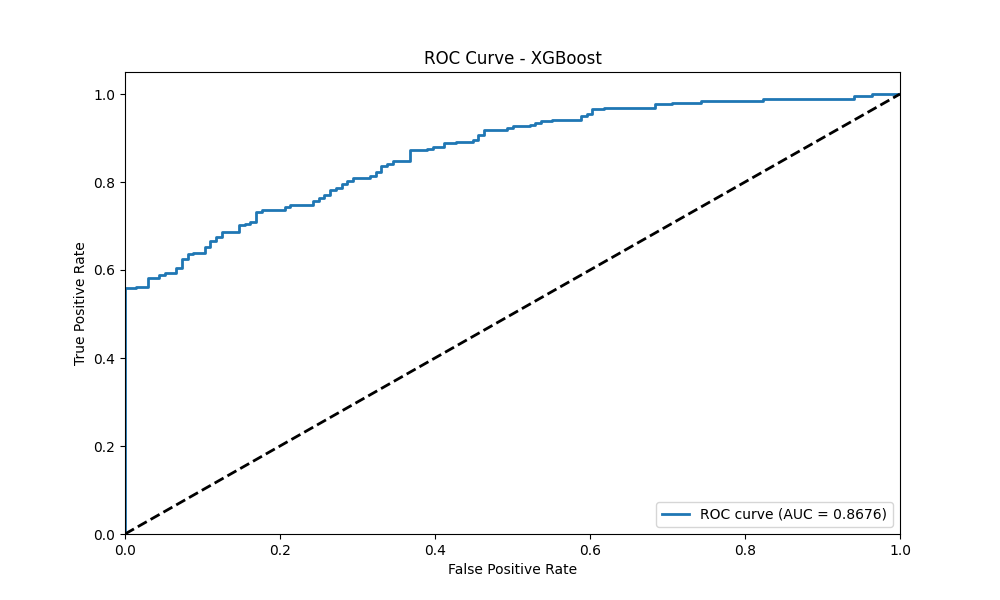 ROC Curve - XGBoost
1.0
0.8
0.6
0.4
0.2
0.0
True Positive Rate
0.0 0.2 0.4 0.6 0.8 1.0
False Positive Rate
ROC curve (AUC = 0.8676)